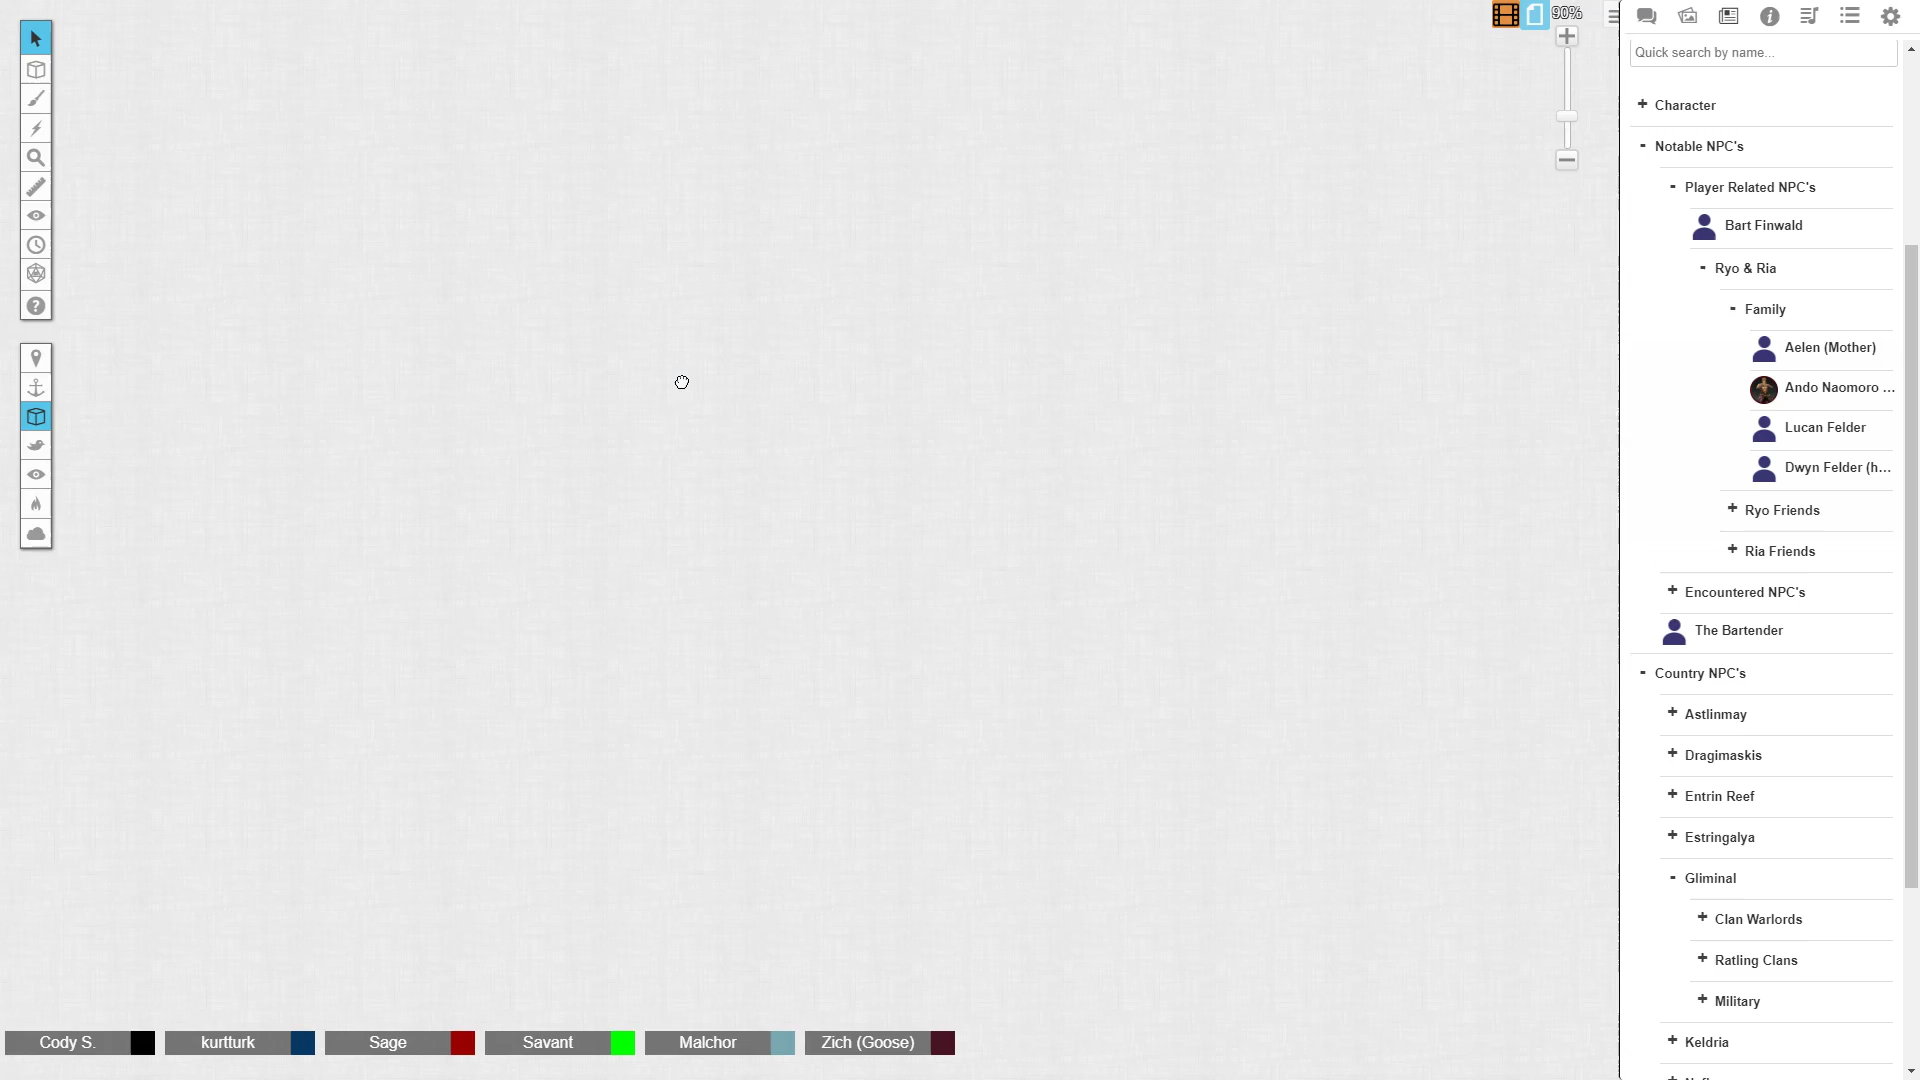 90%
Quick search by name...
+ Character
- Notable NPC's
- Player Related NPC's
Bart Finwald
- Ryo & Ria
- Family
Aelen (Mother)
Ando Naomoro ...
Lucan Felder
Dwyn Felder (h...
+ Ryo Friends
+ Ria Friends
+ Encountered NPC's
The Bartender
- Country NPC's
+ Astlinmay
+ Dragimaskis
+ Entrin Reef
+ Estringalya
- Gliminal
+ Clan Warlords
+ Ratling Clans
+ Military
+ Keldria
Cody S.
kurtturk
Sage
Savant
Malchor
Zich (Goose)